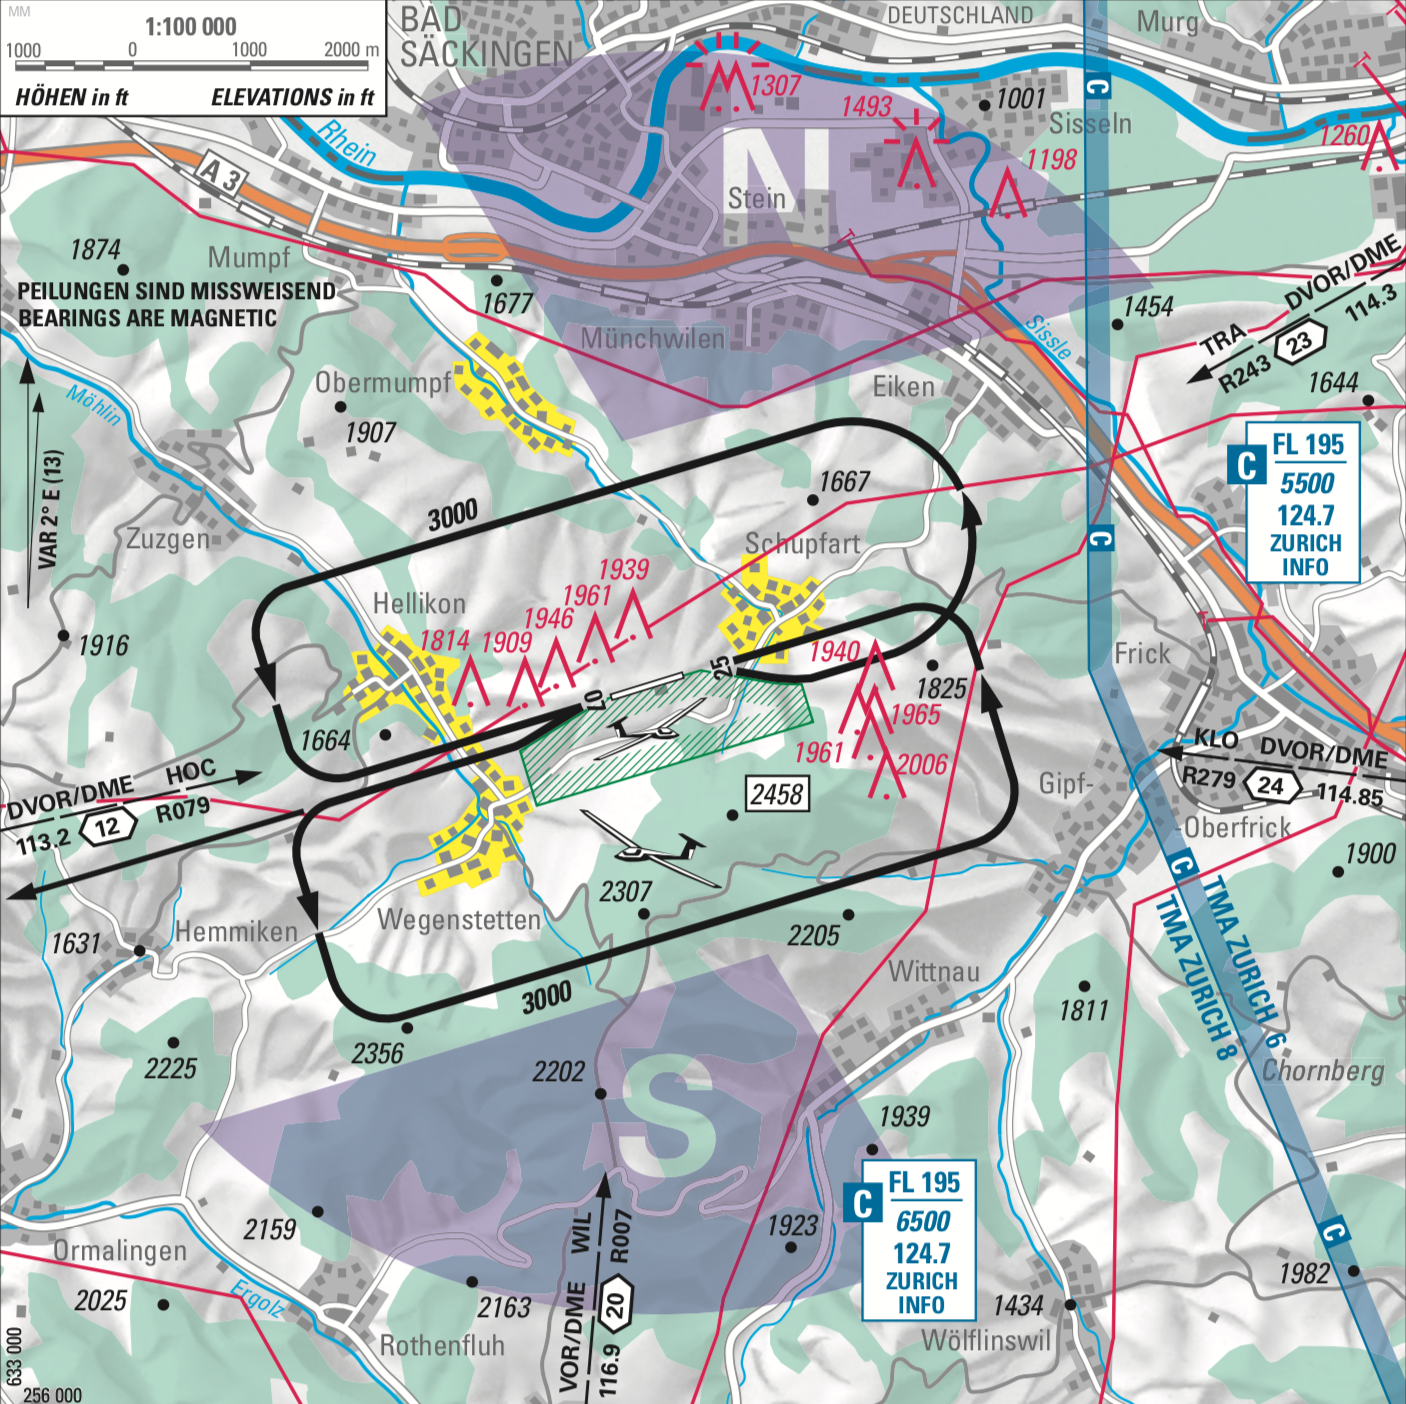 MM
1:100 000
1000 0 1000 2000 m
HÖHEN in ft ELEVATIONS in ft
BAD
SÄCKINGEN
DEUTSCHLAND
Murg
C
Rhein
A 3
1307
1493
1001
Sisseln
1198
1260
N
Stein
1874
Mumpf
PEILUNGEN SIND MISSWEISEND
BEARINGS ARE MAGNETIC
1677
Münchwilen
1454
Sissle
DVOR/DME
114.3
TRA
23
R243
1644
Möhlin
Obermumpf
1907
Eiken
VAR 2° E (13)
Zuzgen
3000
1667
Schupfart
C
FL 195
5500
124.7
ZURICH
INFO
C
1916
Hellikon
1814
1909
1946
1961
1939
25
07
1940
1825
1965
1961
2006
Frick
1664
2458
Gipf-
-Oberfrick
KLO DVOR/DME
R279 24 114.85
DVOR/DME HOC
113.2 12 R079
1900
C
TMA ZURICH 6
TMA ZURICH 8
2307
2205
Wegenstetten
Hemmiken
1631
Wittnau
3000
1811
2356
2225
2202
S
Chornberg
1939
C
FL 195
6500
124.7
ZURICH
INFO
2159
1923
C
1982
Ormalingen
2025
Ergolz
2163
VOR/DME WIL
116.9 20 R007
1434
Rothenfluh
Wölflinswil
633 000
256 000